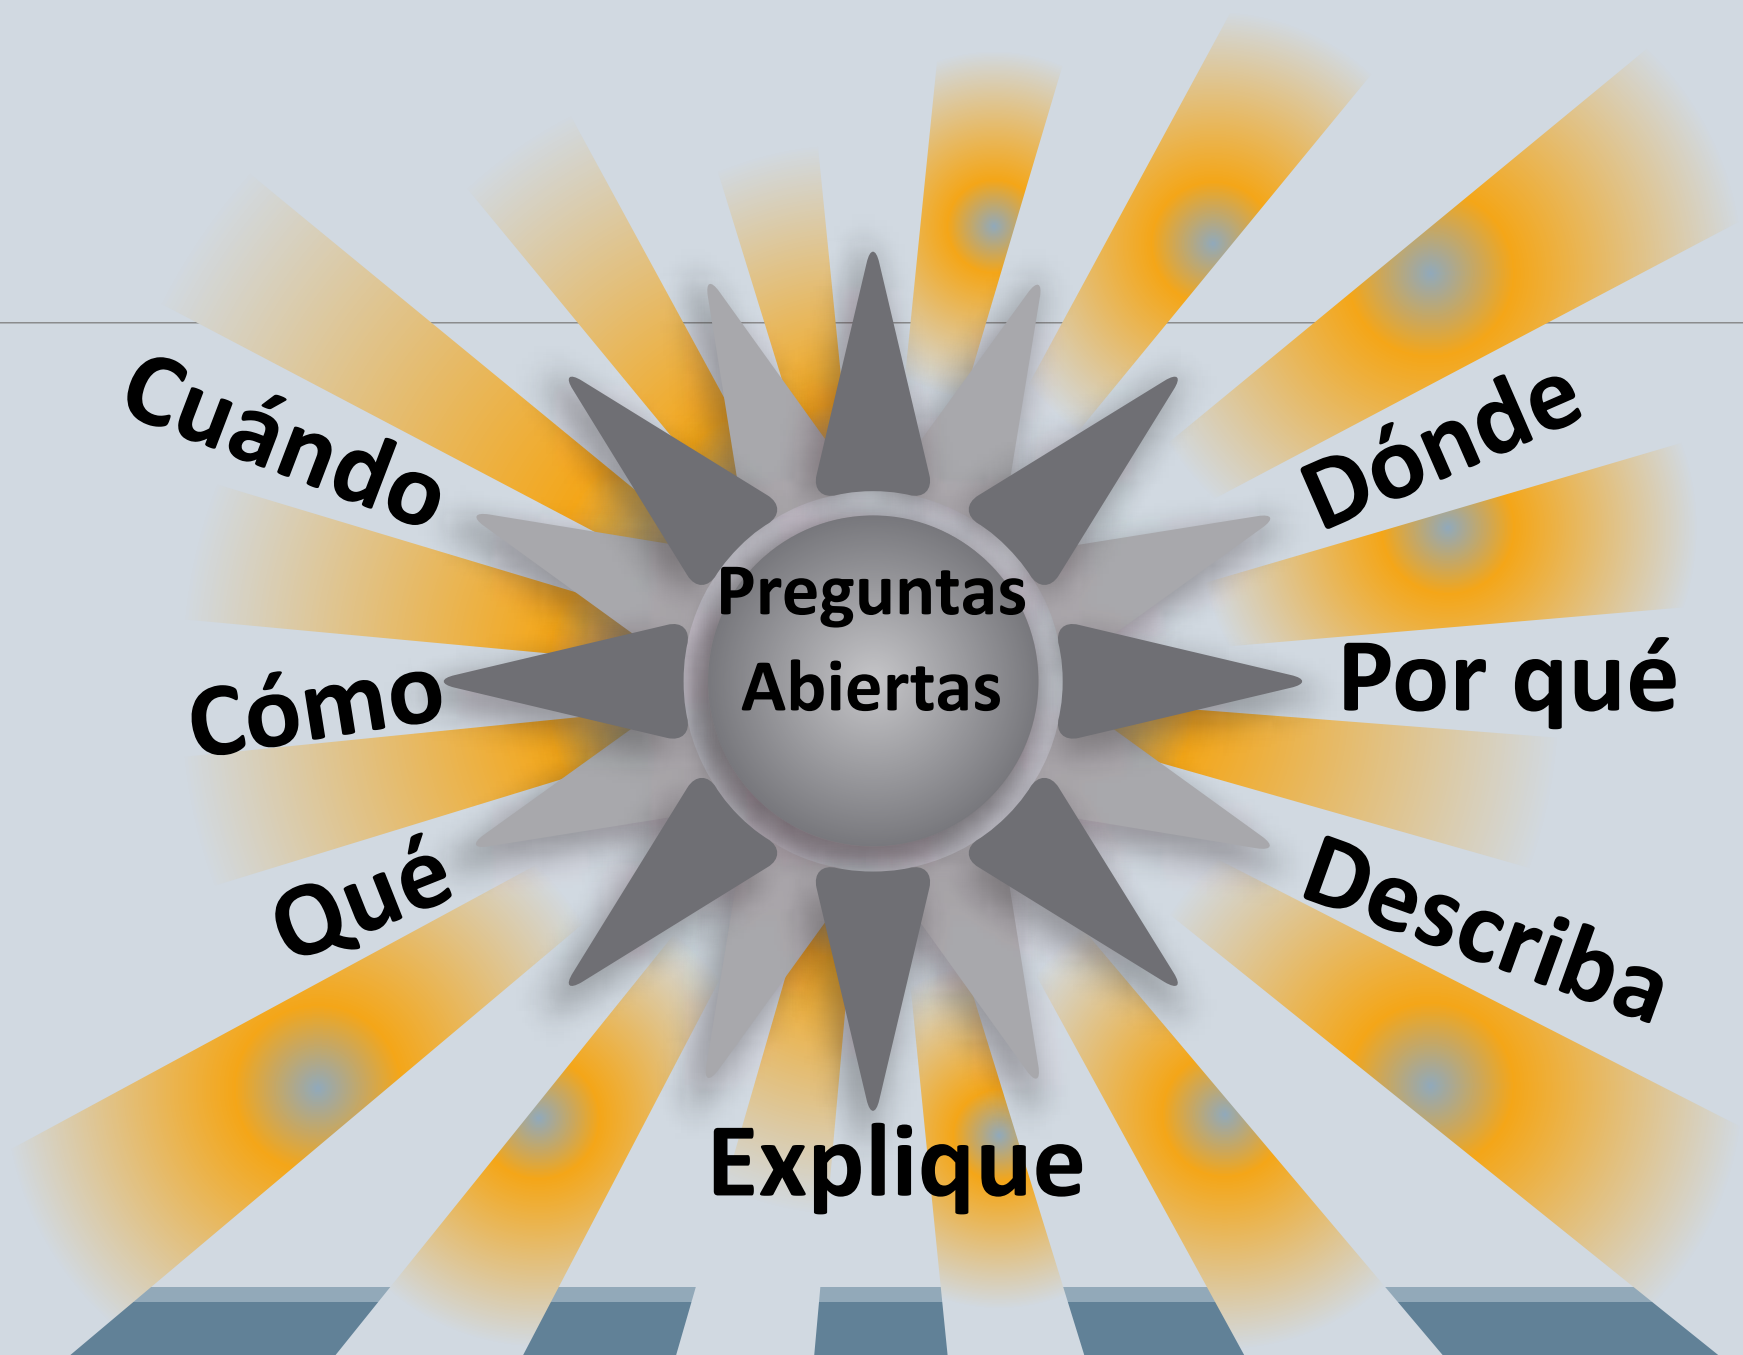 Cuándo
Dónde
Preguntas
Abiertas
Cómo
Por qué
Qué
Describa
Explique